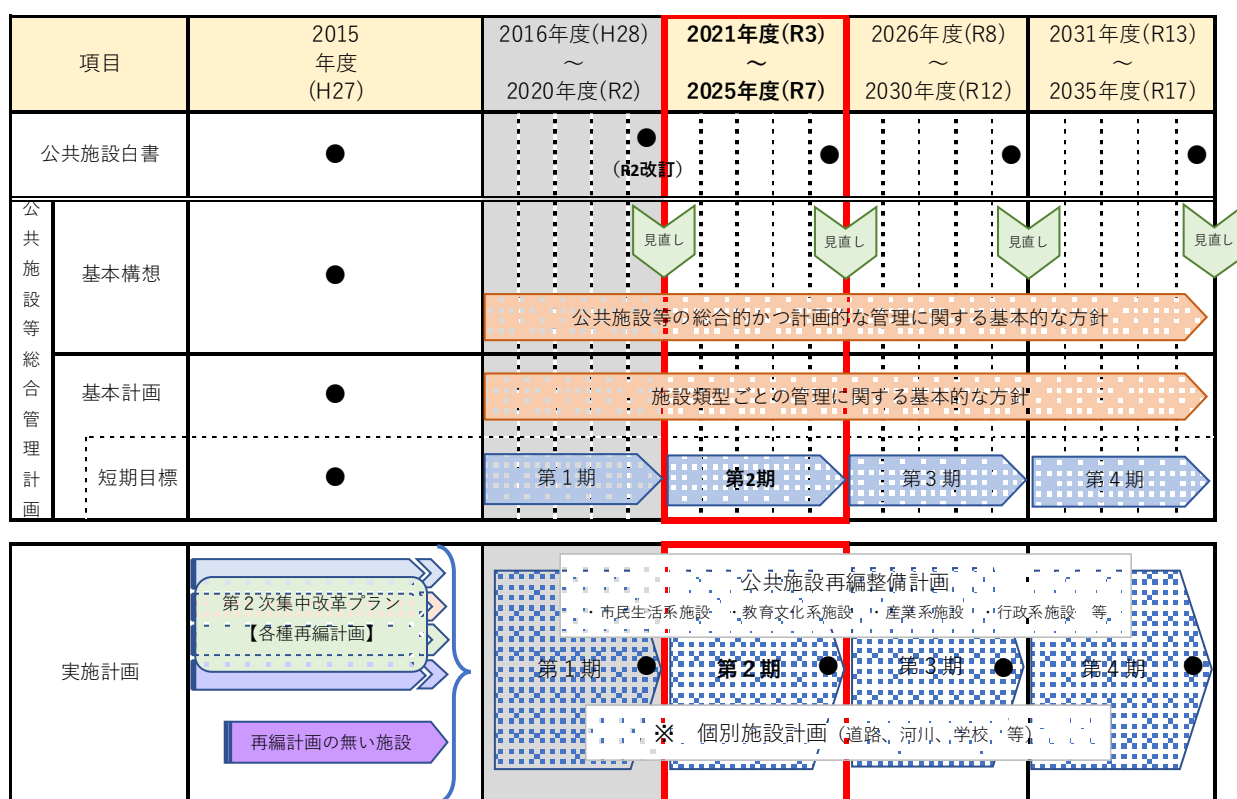 項目
2015
年度
(H27)
2016年度(H28)
～
2020年度(R2)
2021年度(R3)
～
2025年度(R7)
2026年度(R8)
～
2030年度(R12)
2031年度(R13)
～
2035年度(R17)
公共施設白書
●
●
(R2改訂)
●
●
●
公共施設等総合管理計画
基本構想
●
見直し
見直し
見直し
見直し
公共施設等の総合的かつ計画的な管理に関する基本的な方針
基本計画
●
施設類型ごとの管理に関する基本的な方針
短期目標
●
第１期
第2期
第３期
第４期
実施計画
第２次集中改革プラン
【各種再編計画】
再編計画の無い施設
公共施設再編整備計画
・市民生活系施設　・教育文化系施設　・産業系施設　・行政系施設　等
第１期
●
第２期
●
第３期
●
第４期
●
※　個別施設計画（道路、河川、学校　等）